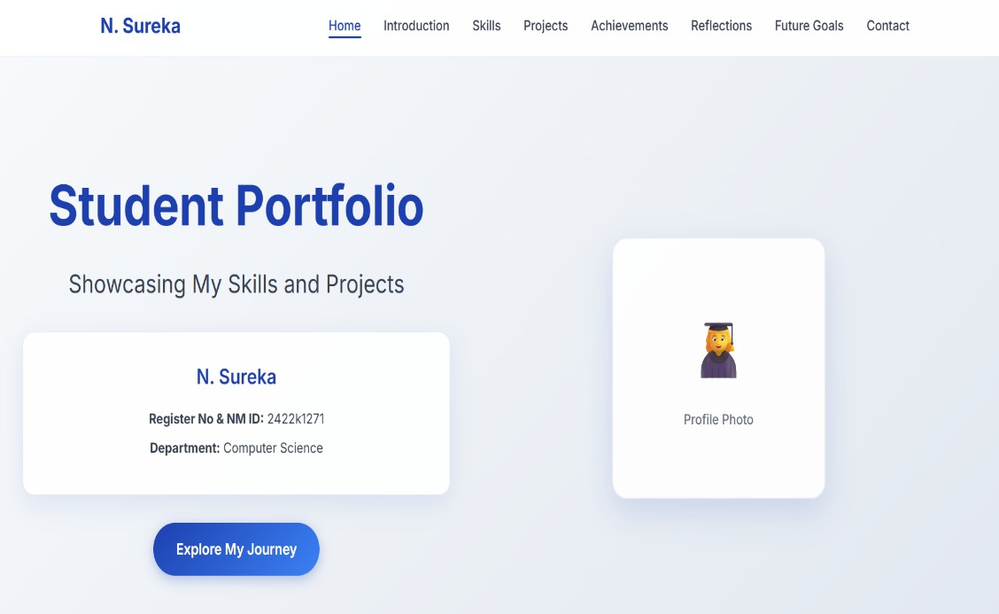 N. Sureka
Home Introduction Skills Projects Achievements Reflections Future Goals Contact
Student Portfolio
Showcasing My Skills and Projects
N. Sureka
Register No & NM ID: 2422k1271
Department: Computer Science
Explore My Journey
Profile Photo